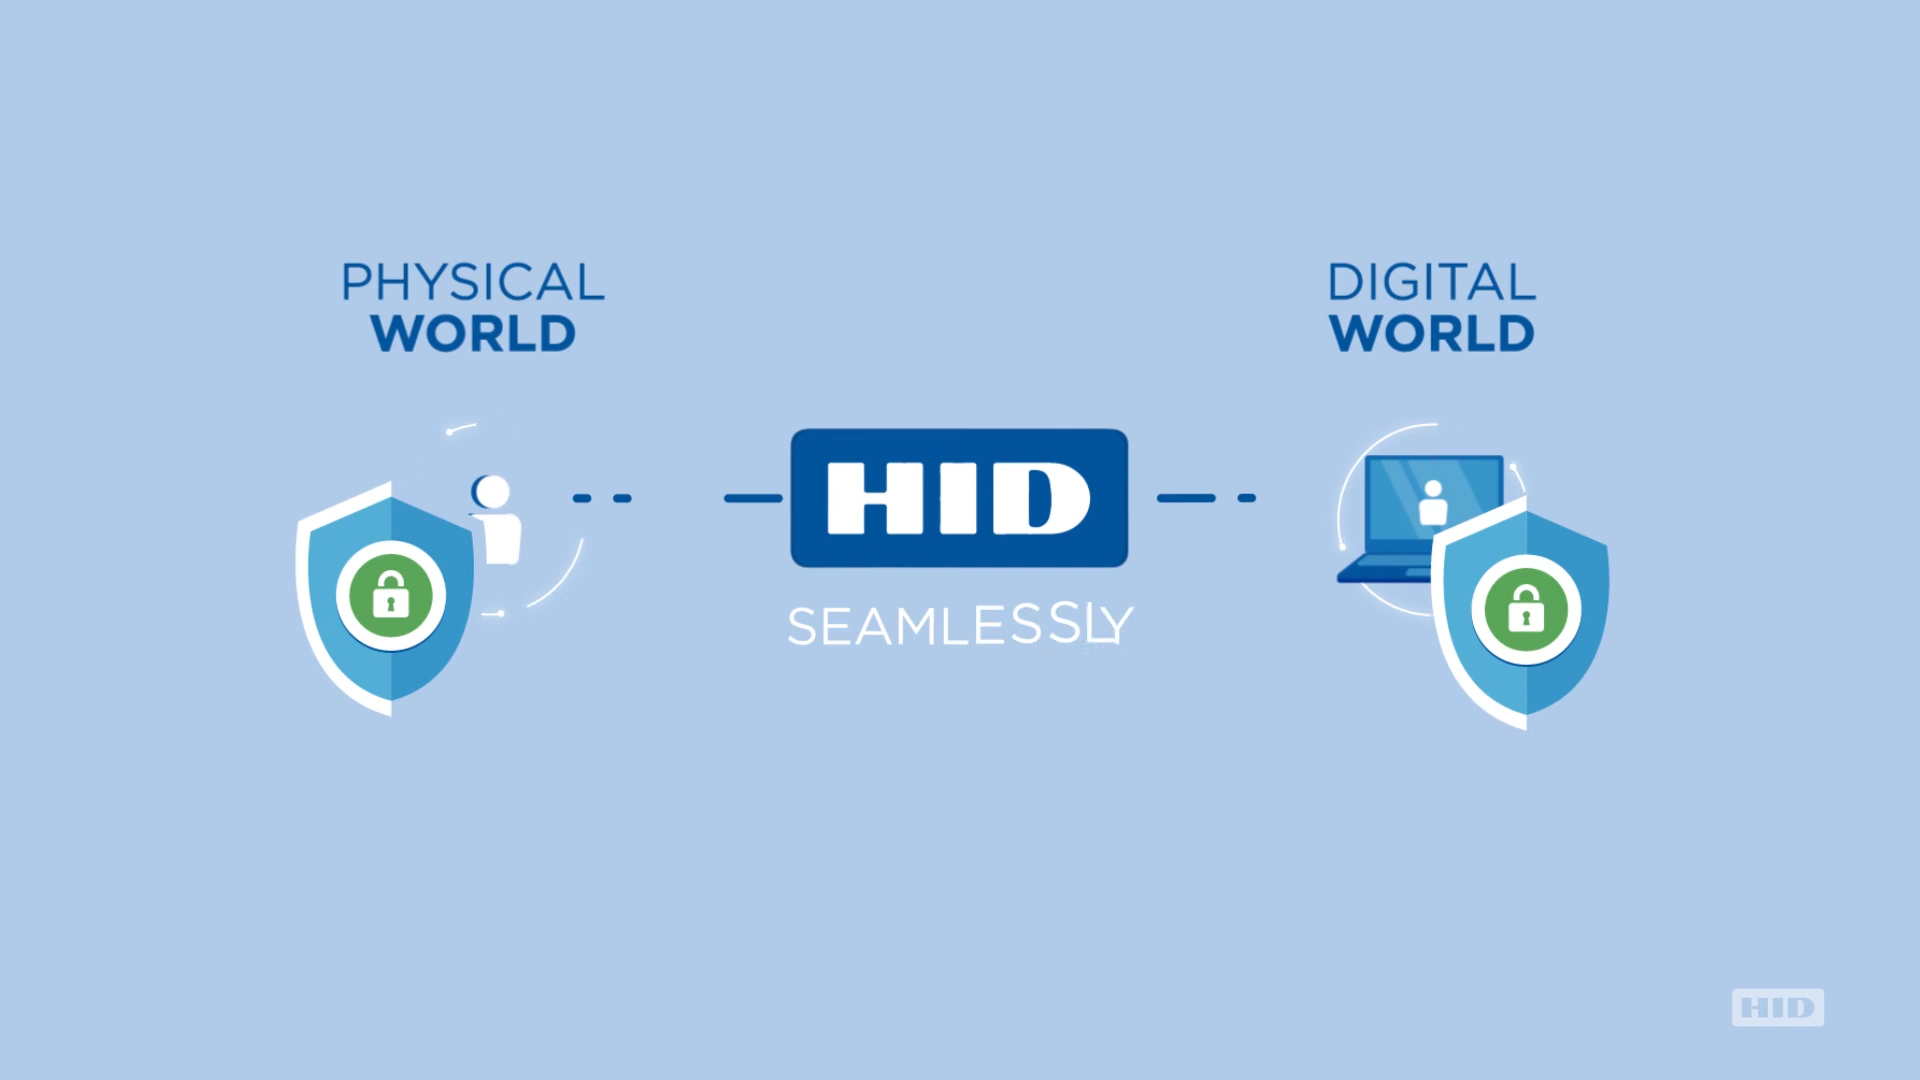 PHYSICAL
WORLD
DIGITAL
WORLD
HID
SEAMLESSLY
HID